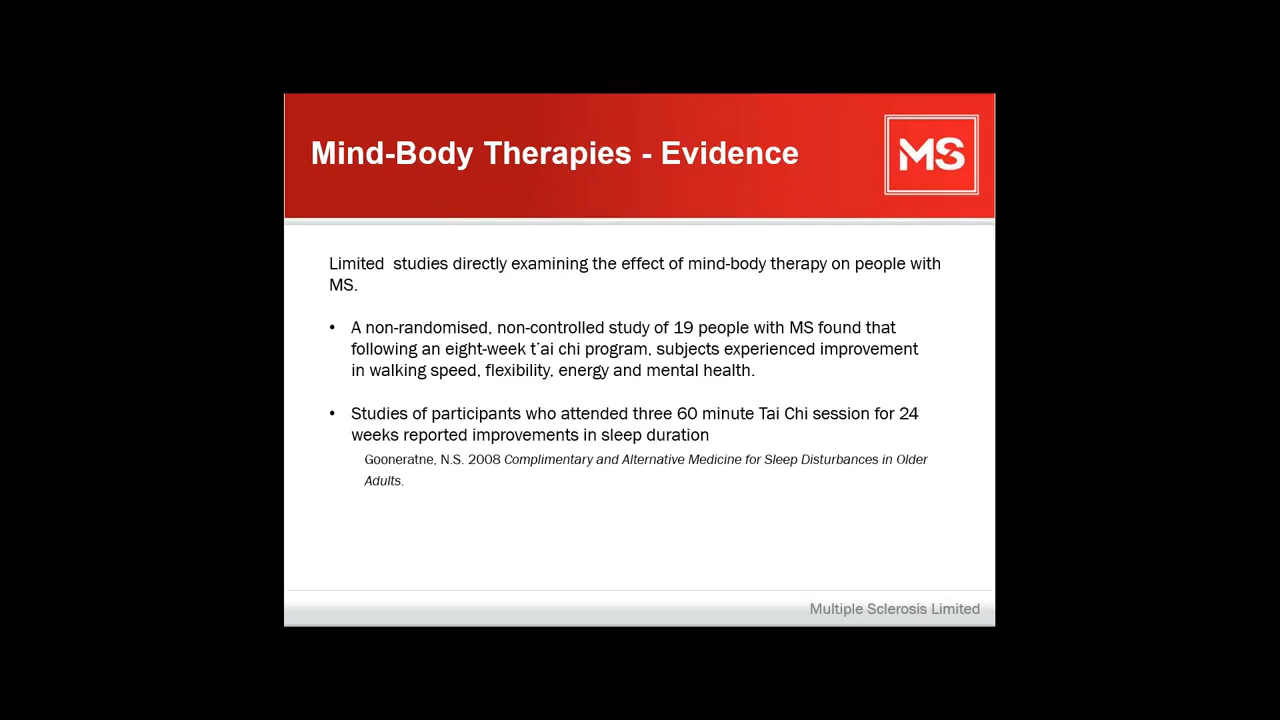 Mind-Body Therapies - Evidence
MS
Limited  studies directly examining the effect of mind-body therapy on people with
MS.
• A non-randomised, non-controlled study of 19 people with MS found that
following an eight-week t'ai chi program, subjects experienced improvement
in walking speed, flexibility, energy and mental health.
• Studies of participants who attended three 60 minute Tai Chi session for 24
weeks reported improvements in sleep duration
Gooneratne, N.S. 2008 Complimentary and Alternative Medicine for Sleep Disturbances in Older
Adults.
Multiple Sclerosis Limited